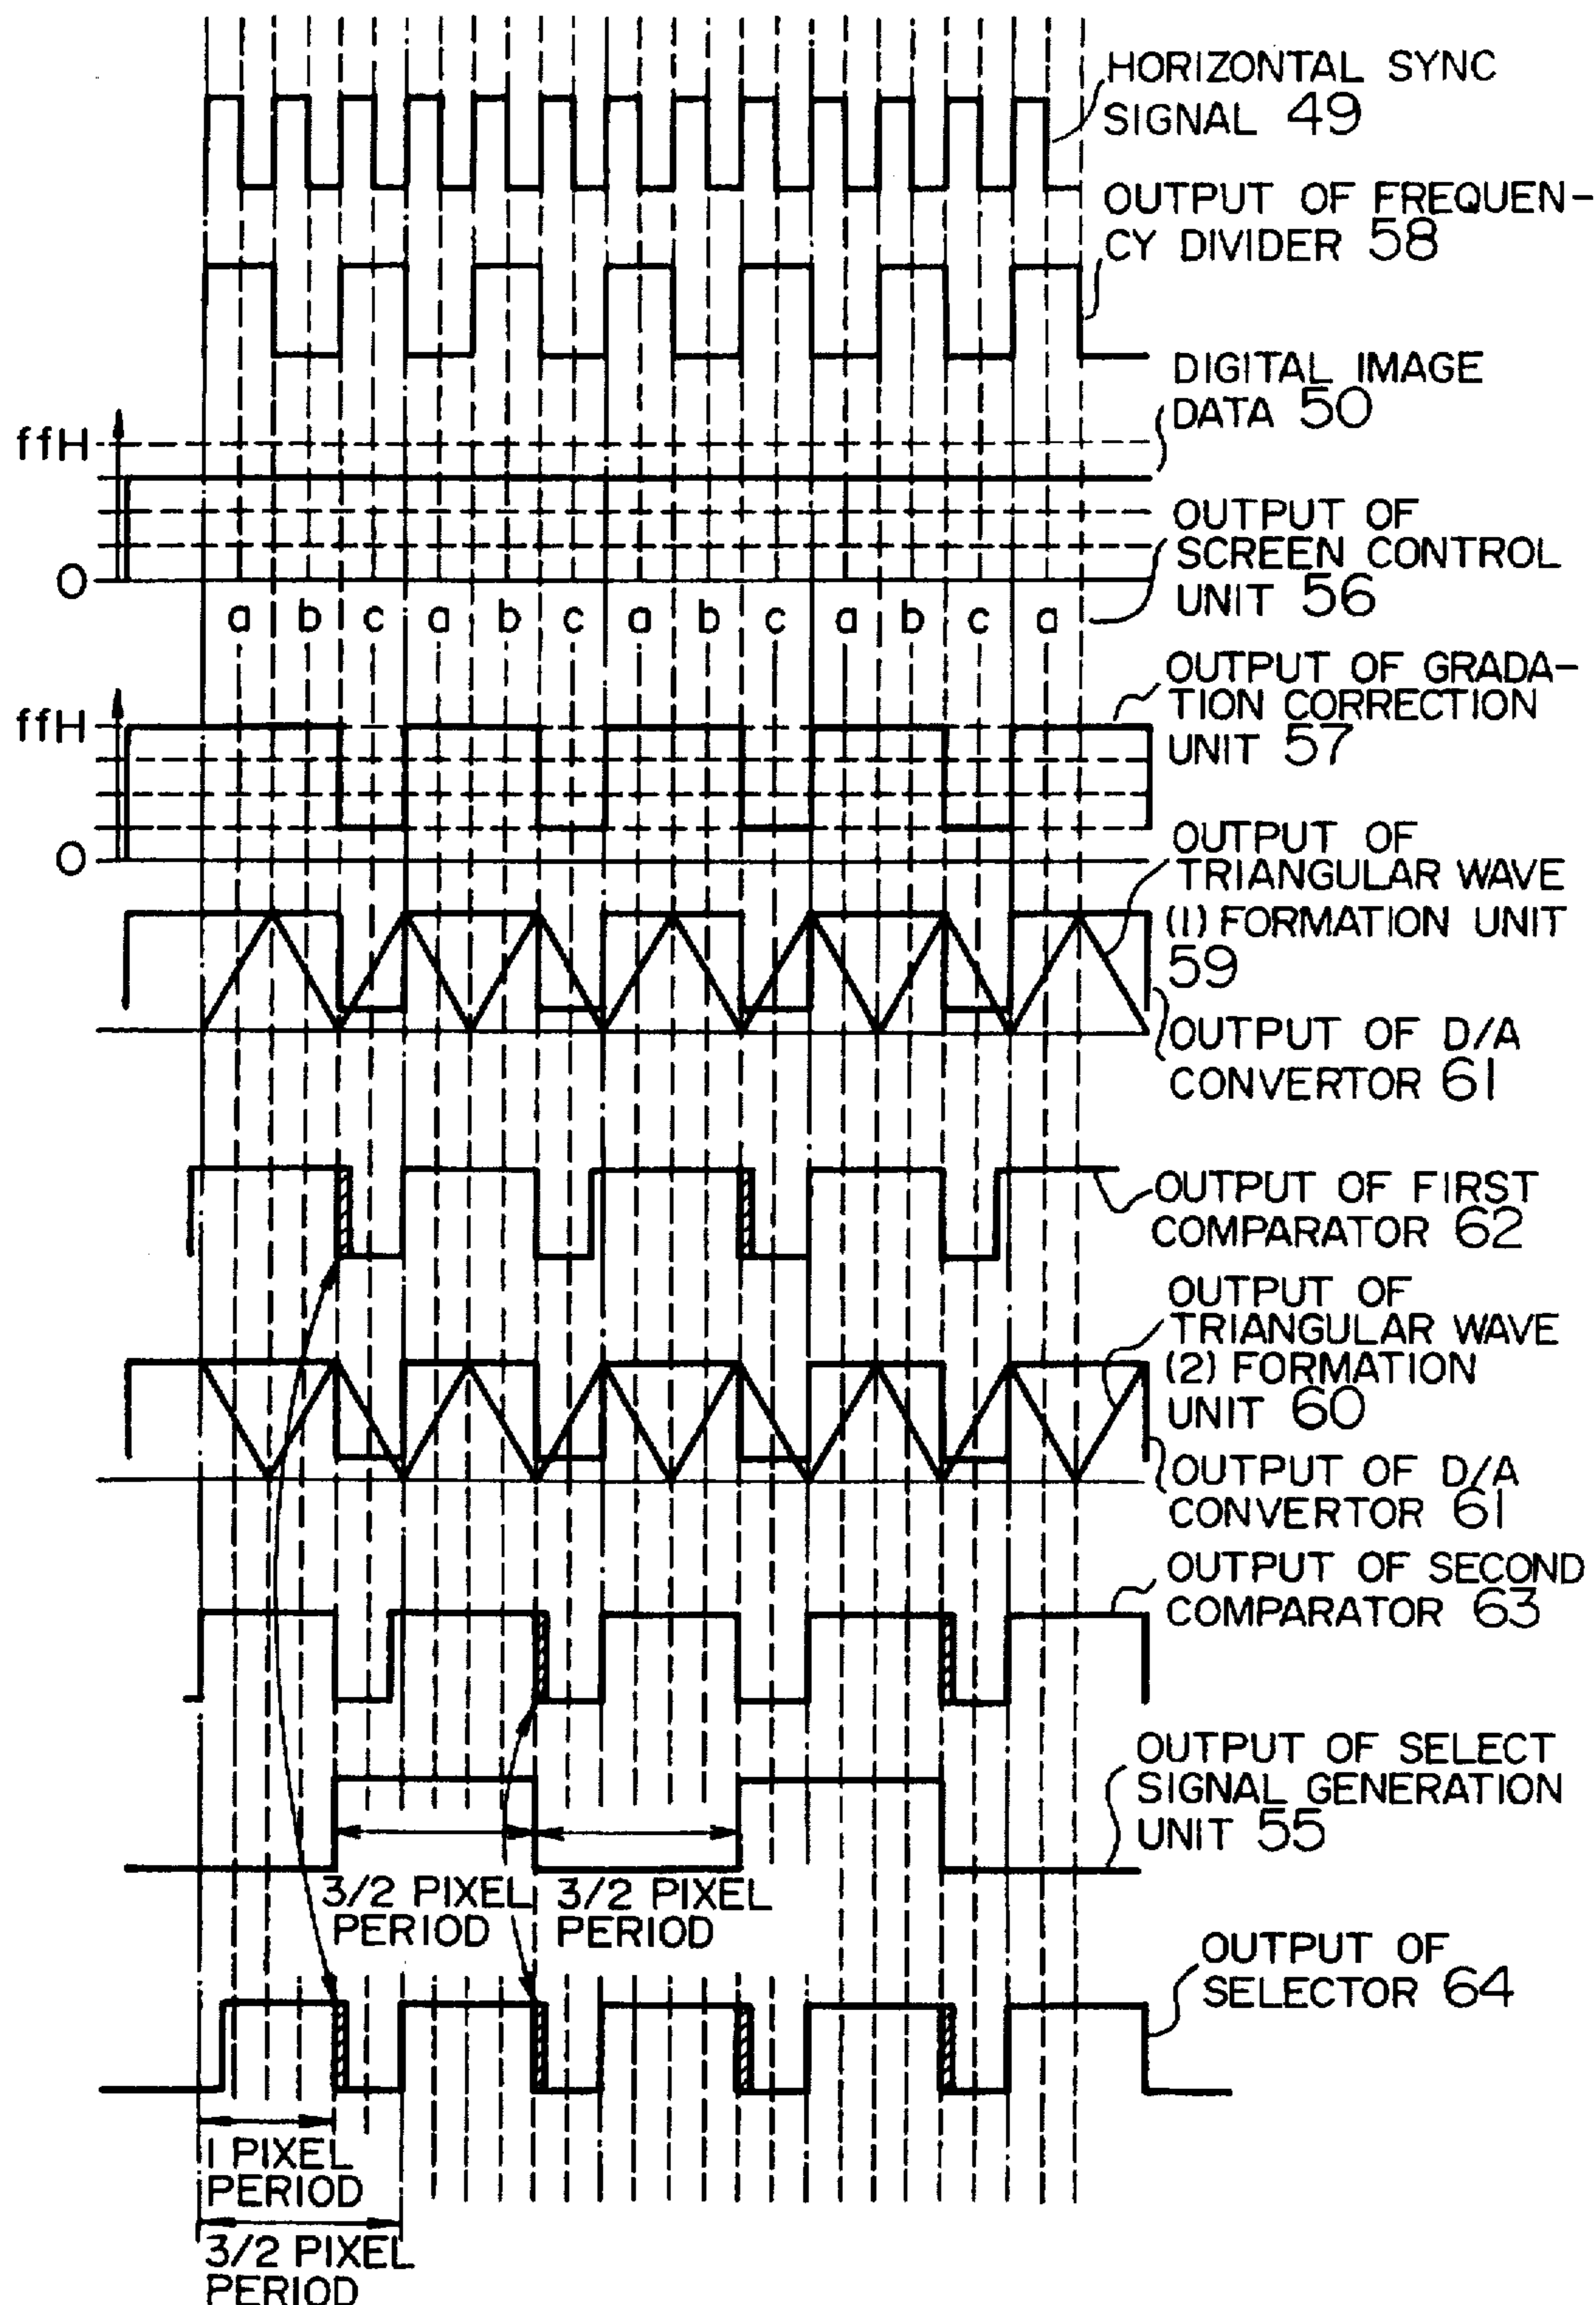 HORIZONTAL SYNC
SIGNAL 49
OUTPUT OF FREQUEN-
CY DIVIDER 58
DIGITAL IMAGE
DATA 50
ffH
OUTPUT OF
SCREEN CONTROL
UNIT 56
O
a b c a b c a b c a b c a
OUTPUT OF GRADA-
TION CORRECTION
UNIT 57
ffH
O
OUTPUT OF
TRIANGULAR WAVE
(1) FORMATION UNIT
59
OUTPUT OF D/A
CONVERTOR 61
OUTPUT OF FIRST
COMPARATOR 62
OUTPUT OF
TRIANGULAR WAVE
(2) FORMATION
UNIT 60
OUTPUT OF D/A
CONVERTOR 61
OUTPUT OF SECOND
COMPARATOR 63
OUTPUT OF SELECT
SIGNAL GENERATION
UNIT 55
3/2 PIXEL
PERIOD
3/2 PIXEL
PERIOD
OUTPUT OF
SELECTOR 64
1 PIXEL
PERIOD
3/2 PIXEL
PERIOD